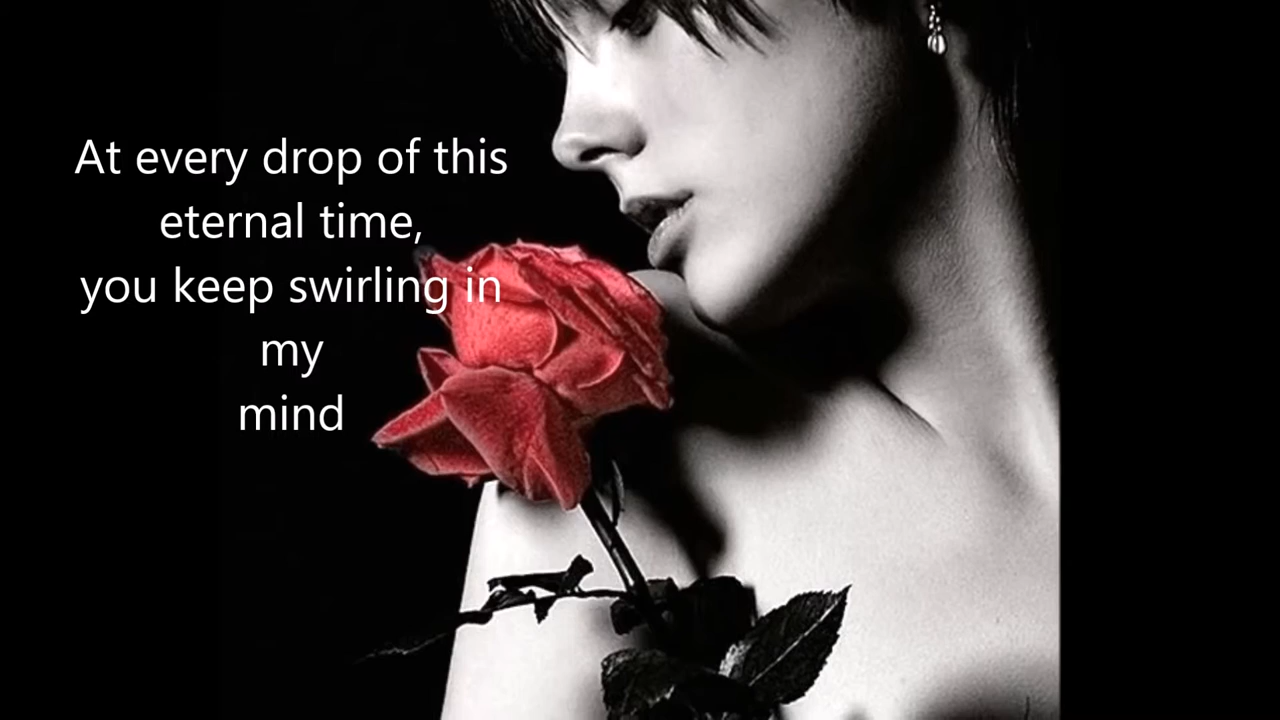 At every drop of this
eternal time,
you keep swirling in
my
mind